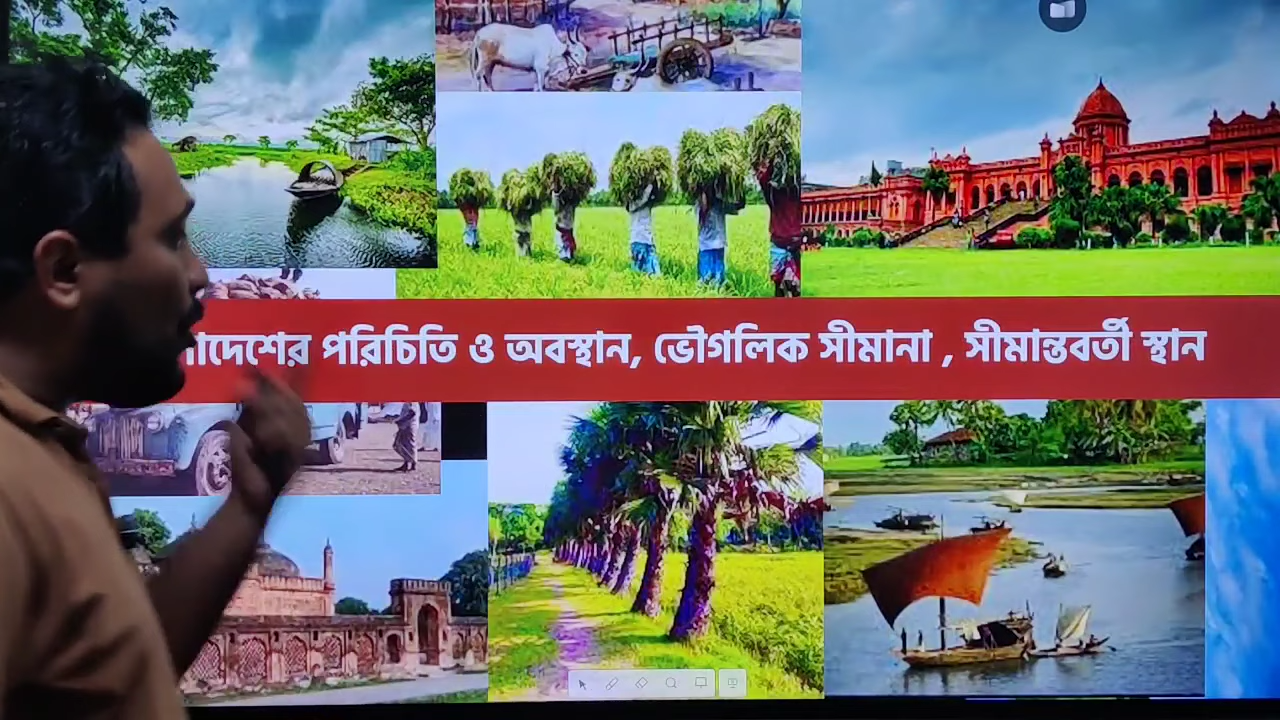 পরিচিতি ও অবস্থান, ভৌগলিক সীমানা , সীমান্তবর্তী স্থান